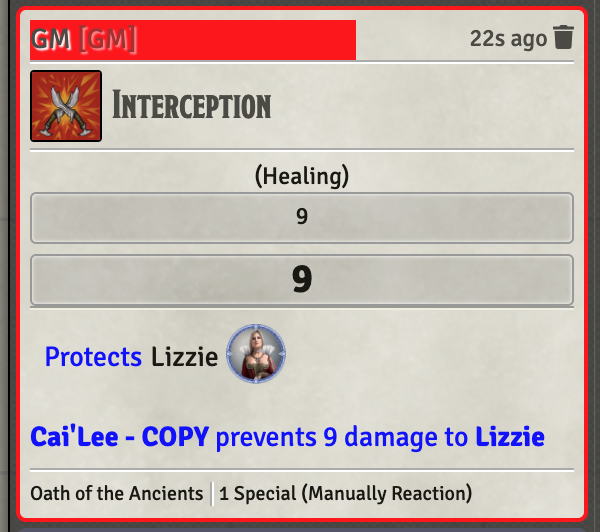 GM [GM] 22s ago
Interception
(Healing)
9
9
Protects Lizzie
Cai'Lee - COPY prevents 9 damage to Lizzie
Oath of the Ancients | 1 Special (Manually Reaction)